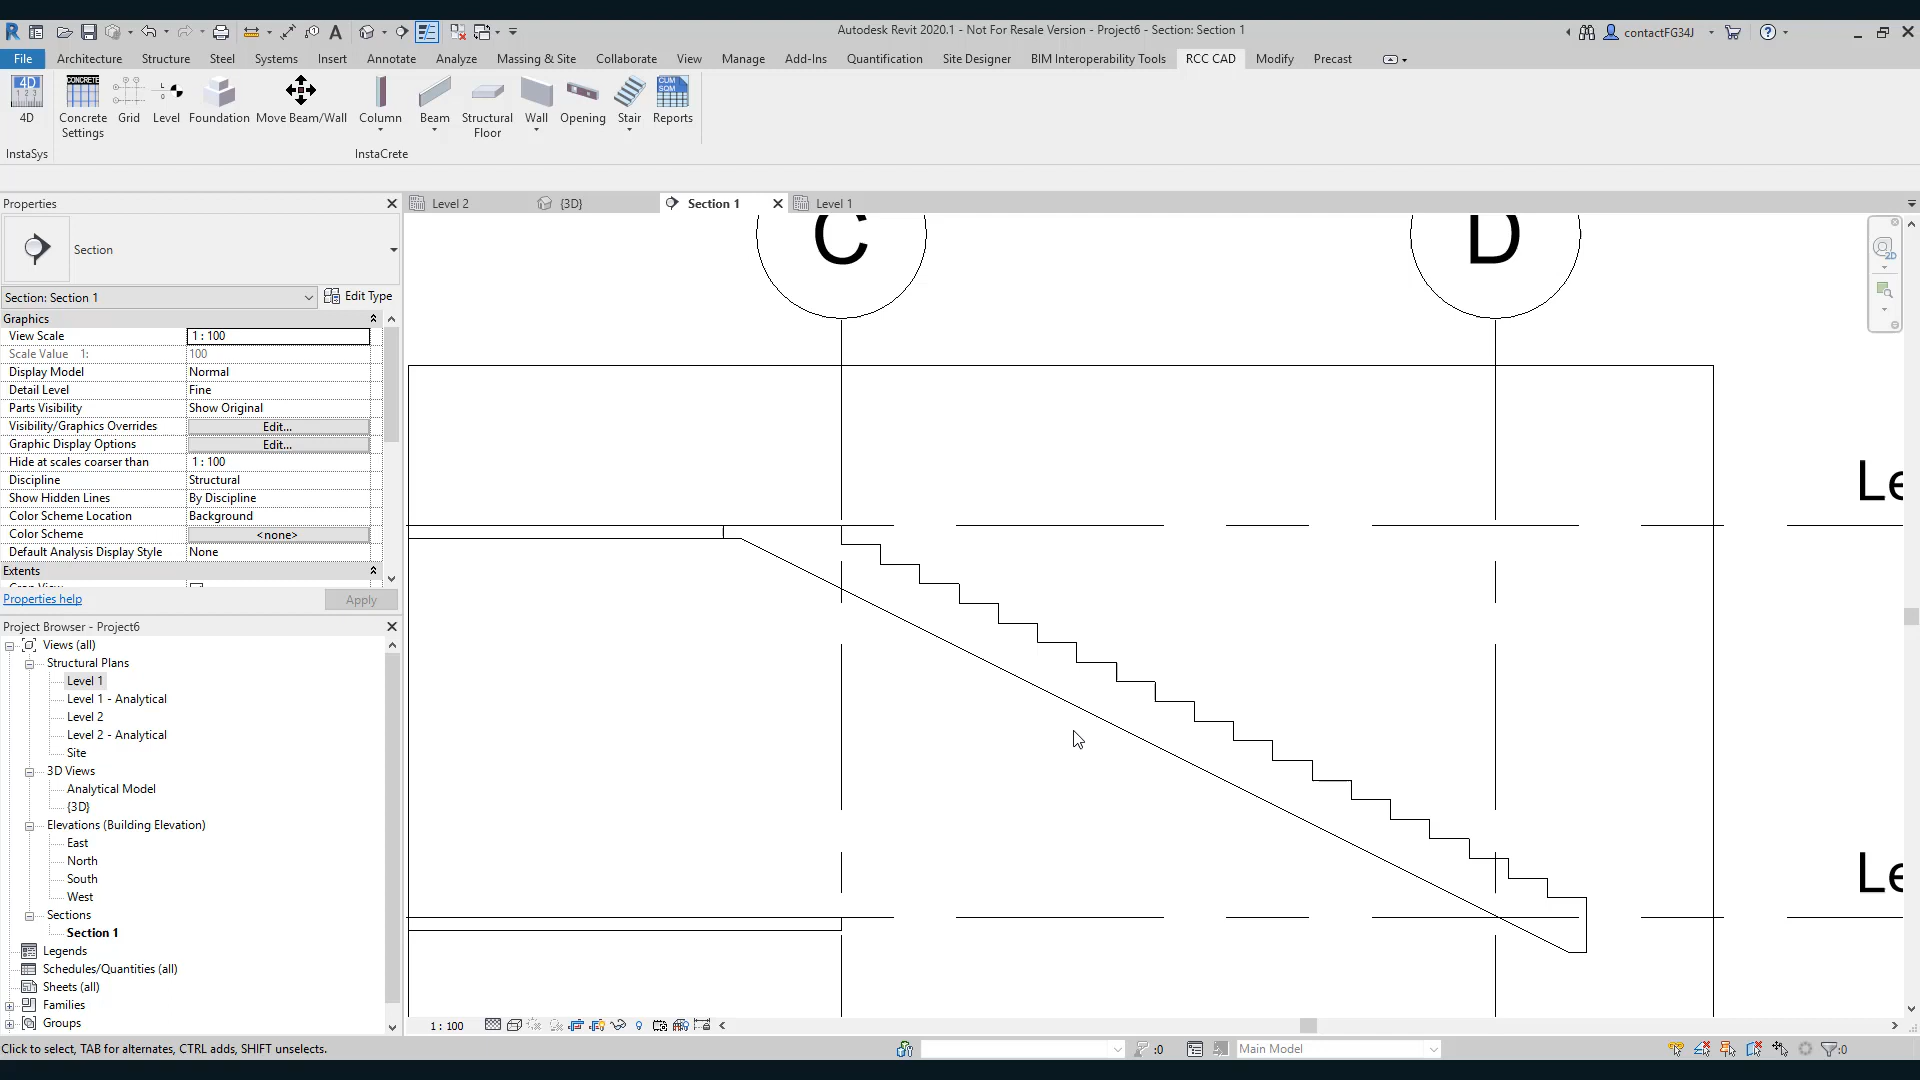 Autodesk Revit 2020.1 - Not For Resale Version - Project6 - Section: Section 1
contactFG34J
File Architecture Structure Steel Systems Insert Annotate Analyze Massing & Site Collaborate View Manage Add-Ins Quantification Site Designer BIM Interoperability Tools RCC CAD Modify Precast
4D
CONCRETE
CUM
SQM
4D Concrete Settings Grid Level Foundation Move Beam/Wall Column Beam Structural Floor Wall Opening Stair Reports
InstaSys InstaCrete
Properties
Level 2 {3D} Section 1 Level 1
Section
Section: Section 1 Edit Type
Graphics
View Scale 1 : 100
Scale Value 1: 100
Display Model Normal
Detail Level Fine
Parts Visibility Show Original
Visibility/Graphics Overrides Edit...
Graphic Display Options Edit...
Hide at scales coarser than 1 : 100
Discipline Structural
Show Hidden Lines By Discipline
Color Scheme Location Background
Color Scheme <none>
Default Analysis Display Style None
Extents
Properties help Apply
Project Browser - Project6
Views (all)
Structural Plans
Level 1
Level 1 - Analytical
Level 2
Level 2 - Analytical
Site
3D Views
Analytical Model
{3D}
Elevations (Building Elevation)
East
North
South
West
Sections
Section 1
Legends
Schedules/Quantities (all)
Sheets (all)
Families
Groups
C
D
2D
Le
Le
1 : 100
Click to select, TAB for alternates, CTRL adds, SHIFT unselects.
:0
Main Model
:0